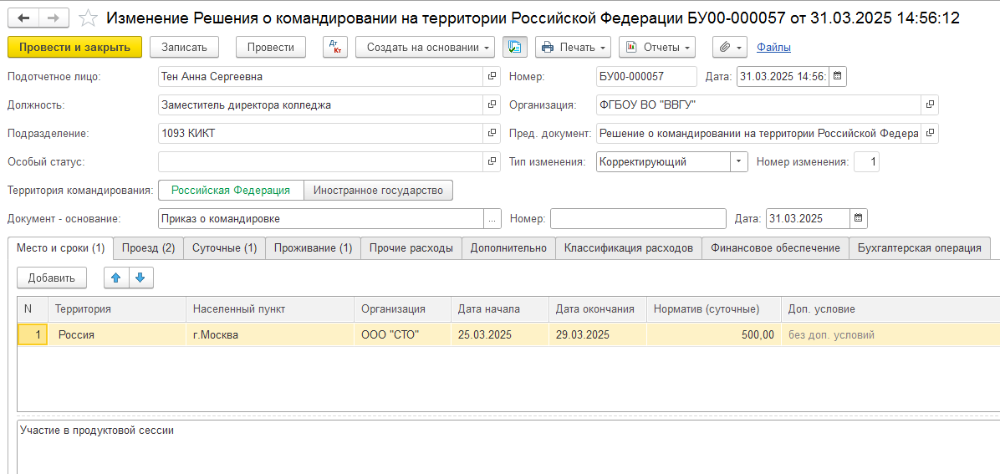 Изменение Решения о командировании на территории Российской Федерации БУ00-000057 от 31.03.2025 14:56:12
Провести и закрыть Записать Провести Дт Кт Создать на основании Печать Отчеты Файлы
Подотчетное лицо: Тен Анна Сергеевна Номер: БУ00-000057 Дата: 31.03.2025 14:56:
Должность: Заместитель директора колледжа Организация: ФГБОУ ВО "ВВГУ"
Подразделение: 1093 КИКТ Пред. документ: Решение о командировании на территории Российской Федера
Особый статус: Тип изменения: Корректирующий Номер изменения: 1
Территория командирования: Российская Федерация Иностранное государство
Документ - основание: Приказ о командировке ... Номер: Дата: 31.03.2025
Место и сроки (1) Проезд (2) Суточные (1) Проживание (1) Прочие расходы Дополнительно Классификация расходов Финансовое обеспечение Бухгалтерская операция
Добавить
N Территория Населенный пункт Организация Дата начала Дата окончания Норматив (суточные) Доп. условие
1 Россия г.Москва ООО "СТО" 25.03.2025 29.03.2025 500,00 без доп. условий
Участие в продуктовой сессии